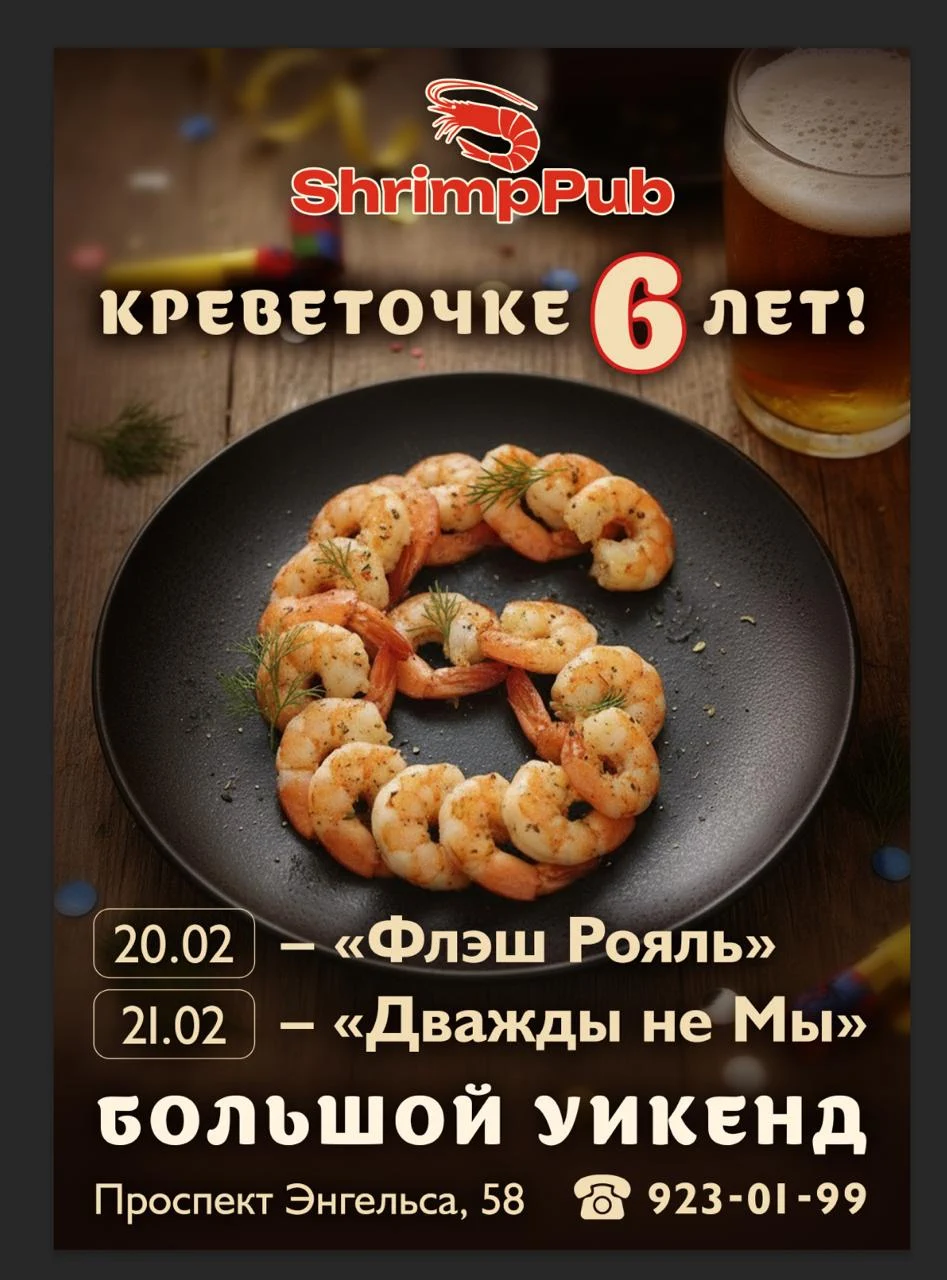 ShrimpPub
КРЕВЕТОЧКЕ 6 ЛЕТ!
20.02 – «Флэш Рояль»
21.02 – «Дважды не Мы»
БОЛЬШОЙ УИКЕНД
Проспект Энгельса, 58 ☎ 923-01-99